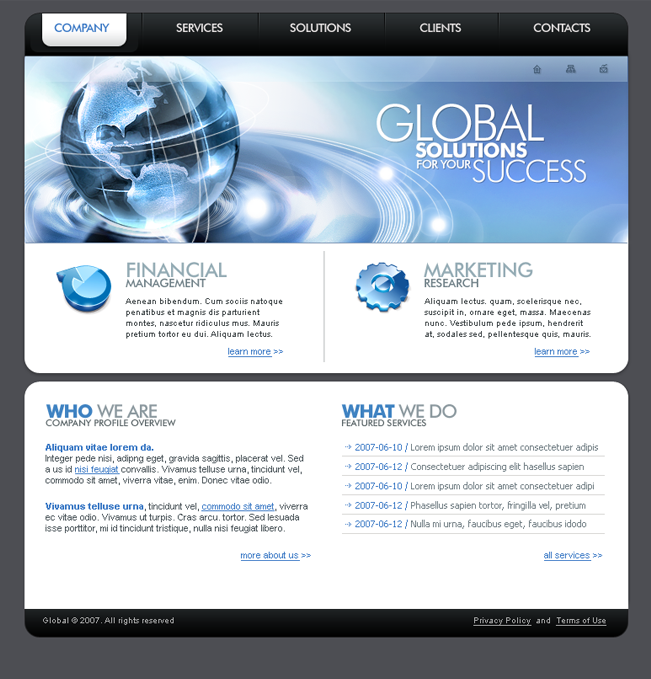 COMPANY
SERVICES
SOLUTIONS
CLIENTS
CONTACTS
GLOBAL
SOLUTIONS
FOR YOUR SUCCESS
FINANCIAL
MANAGEMENT
Aenean bibendum. Cum sociis natoque
penatibus et magnis dis parturient
montes, nascetur ridiculus mus. Mauris
pretium tortor eu dui. Aliquam lectus.
learn more >>
MARKETING
RESEARCH
Aliquam lectus. quam, scelerisque nec,
suscipit in, ornare eget, massa. Maecenas
nunc. Vestibulum pede ipsum, hendrerit
at, sodales sed, pellentesque quis, mauris.
learn more >>
WHO WE ARE
COMPANY PROFILE OVERVIEW
Aliquam vitae lorem da.
Integer pede nisi, adipng eget, gravida sagittis, placerat vel. Sed
a us id nisi feugiat convallis. Vivamus telluse urna, tincidunt vel,
commodo sit amet, viverra vitae, enim. Donec vitae odio.
Vivamus telluse urna, tincidunt vel, commodo sit amet, viverra
ec vitae odio. Vivamus ut turpis. Cras arcu. tortor. Sed lesuada
isse porttitor, mi id tincidunt tristique, nulla nisi feugiat libero.
more about us >>
WHAT WE DO
FEATURED SERVICES
2007-06-10 / Lorem ipsum dolor sit amet consectetuer adipis
2007-06-12 / Consectetuer adipiscing elit hasellus sapien
2007-06-10 / Lorem ipsum dolor sit amet consectetuer adipi
2007-06-12 / Phasellus sapien tortor, fringilla vel, pretium
2007-06-12 / Nulla mi urna, faucibus eget, faucibus idodo
all services >>
Global © 2007. All rights reserved
Privacy Policy and Terms of Use